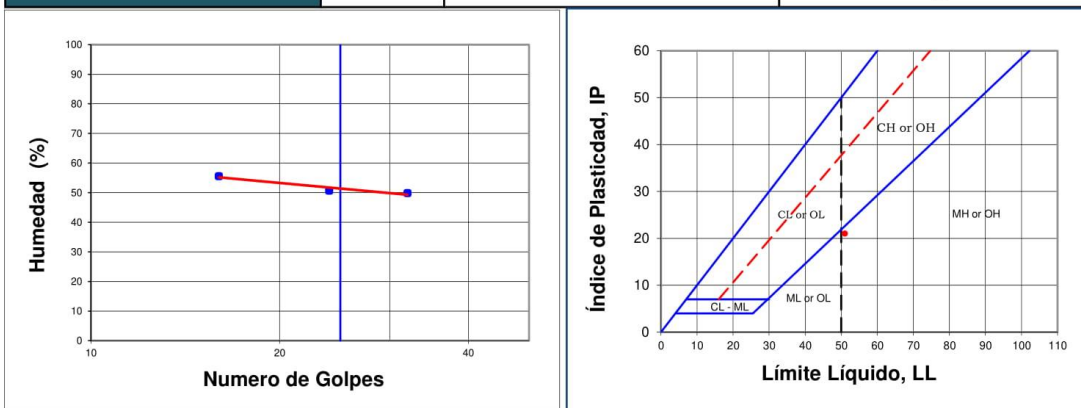 100
90
80
70
60
50
40
30
20
10
0
10 20 40
Humedad (%)
Numero de Golpes
60
50
40
30
20
10
0
0 10 20 30 40 50 60 70 80 90 100 110
Índice de Plasticdad, IP
CH or OH
CL or OL
MH or OH
ML or OL
CL - ML
Límite Líquido, LL